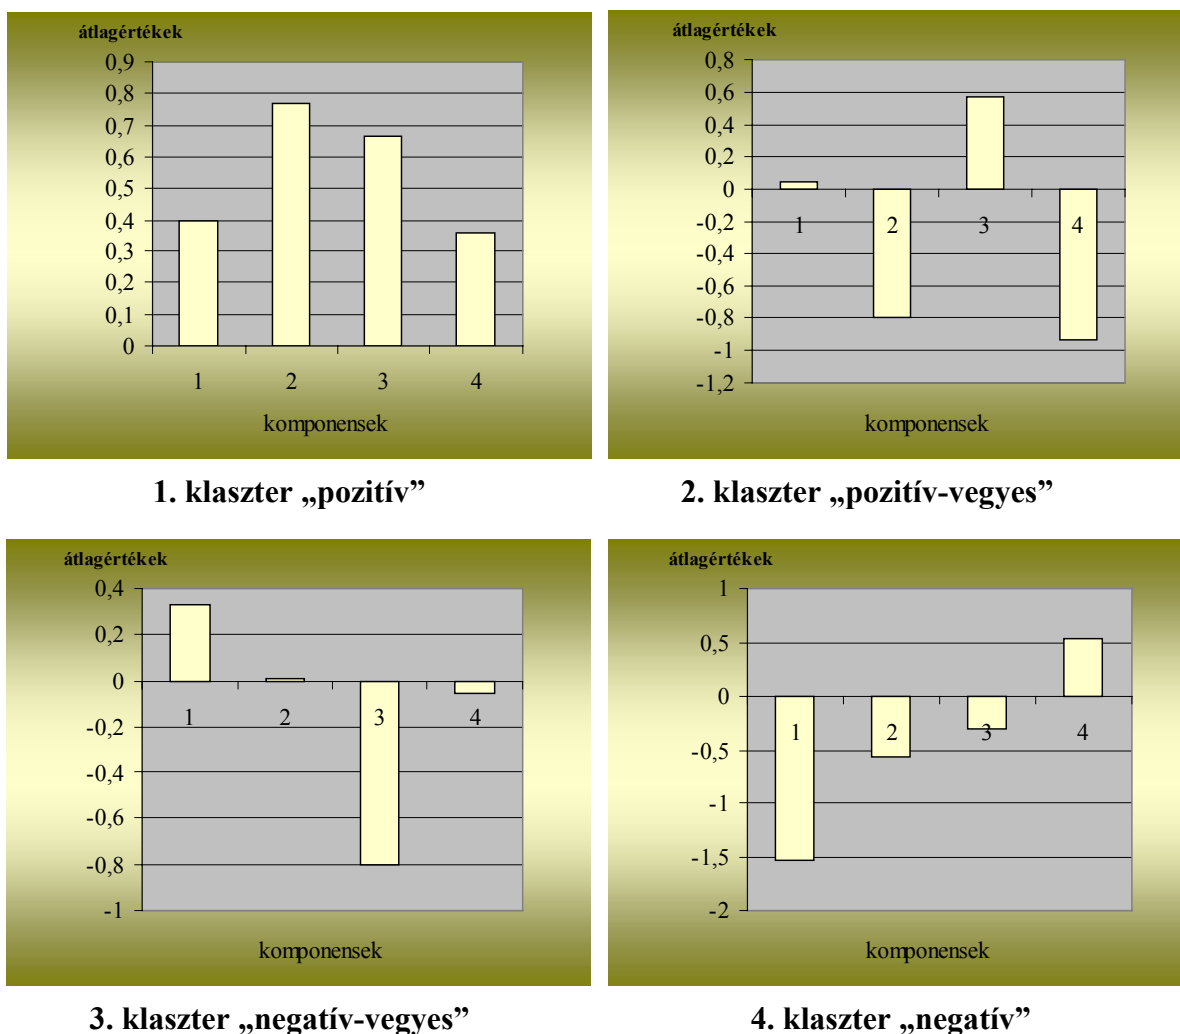 átlagértékek
0,9
0,8
0,7
0,6
0,5
0,4
0,3
0,2
0,1
0
1 2 3 4
komponensek
1. klaszter „pozitív”
átlagértékek
0,8
0,6
0,4
0,2
0
-0,2
-0,4
-0,6
-0,8
-1
-1,2
1 2 3 4
komponensek
2. klaszter „pozitív-vegyes”
átlagértékek
0,4
0,2
0
-0,2
-0,4
-0,6
-0,8
-1
1 2 3 4
komponensek
3. klaszter „negatív-vegyes”
átlagértékek
1
0,5
0
-0,5
-1
-1,5
-2
1 2 3 4
komponensek
4. klaszter „negatív”